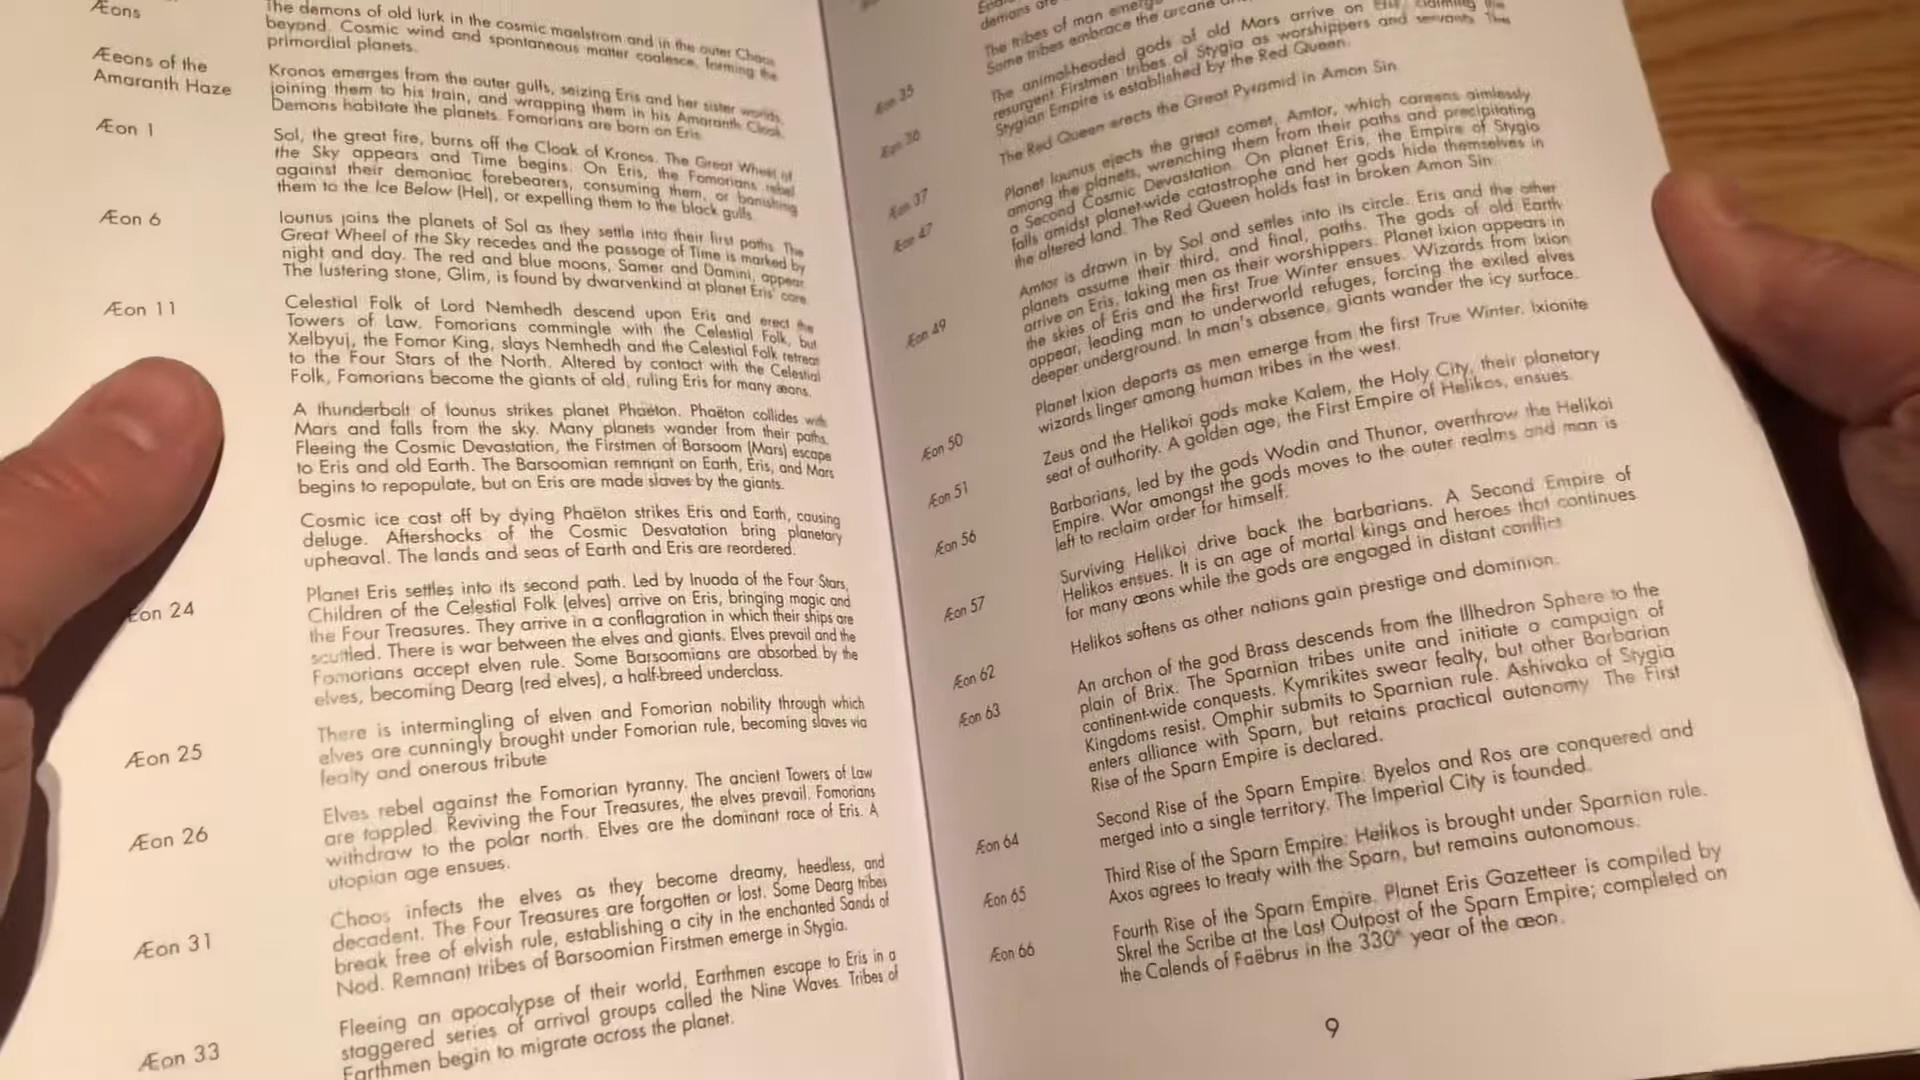 Æons
The demons of old lurk in the cosmic maelstrom and in the outer Chaos
beyond. Cosmic wind and spontaneous matter coalesce, forming the
primordial planets.
Æeons of the
Amaranth Haze
Kronos emerges from the outer gulfs, seizing Eris and her sister worlds,
joining them to his train, and wrapping them in his Amaranth Cloak.
Demons habitate the planets. Fomorians are born on Eris.
Æon 1
Sol, the great fire, burns off the Cloak of Kronos. The Great Wheel of
the Sky appears and Time begins. On Eris, the Fomorians rebel
against their demoniac forebearers, consuming them, or banishing
them to the Ice Below (Hel), or expelling them to the black gulfs.
Æon 6
Iounus joins the planets of Sol as they settle into their first paths. The
Great Wheel of the Sky recedes and the passage of Time is marked by
night and day. The red and blue moons, Samer and Damini, appear.
The lustering stone, Glim, is found by dwarvenkind at planet Eris' core.
Æon 11
Celestial Folk of Lord Nemhedh descend upon Eris and erect the
Towers of Law. Fomorians commingle with the Celestial Folk, but
Xelbyuj, the Fomor King, slays Nemhedh and the Celestial Folk retreat
to the Four Stars of the North. Altered by contact with the Celestial
Folk, Fomorians become the giants of old, ruling Eris for many æons.
A thunderbolt of Iounus strikes planet Phaëton. Phaëton collides with
Mars and falls from the sky. Many planets wander from their paths.
Fleeing the Cosmic Devastation, the Firstmen of Barsoom (Mars) escape
to Eris and old Earth. The Barsoomian remnant on Earth, Eris, and Mars
begins to repopulate, but on Eris are made slaves by the giants.
Cosmic ice cast off by dying Phaëton strikes Eris and Earth, causing
deluge. Aftershocks of the Cosmic Desvatation bring planetary
upheaval. The lands and seas of Earth and Eris are reordered.
Æon 24
Planet Eris settles into its second path. Led by Inuada of the Four Stars,
Children of the Celestial Folk (elves) arrive on Eris, bringing magic and
the Four Treasures. They arrive in a conflagration in which their ships are
scuttled. There is war between the elves and giants. Elves prevail and the
Fomorians accept elven rule. Some Barsoomians are absorbed by the
elves, becoming Dearg (red elves), a half-breed underclass.
Æon 25
There is intermingling of elven and Fomorian nobility through which
elves are cunningly brought under Fomorian rule, becoming slaves via
fealty and onerous tribute
Æon 26
Elves rebel against the Fomorian tyranny. The ancient Towers of Law
are toppled. Reviving the Four Treasures, the elves prevail. Fomorians
withdraw to the polar north. Elves are the dominant race of Eris. A
utopian age ensues.
Æon 31
Chaos infects the elves as they become dreamy, heedless, and
decadent. The Four Treasures are forgotten or lost. Some Dearg tribes
break free of elvish rule, establishing a city in the enchanted Sands of
Nod. Remnant tribes of Barsoomian Firstmen emerge in Stygia.
Æon 33
Fleeing an apocalypse of their world, Earthmen escape to Eris in a
staggered series of arrival groups called the Nine Waves. Tribes of
Earthmen begin to migrate across the planet.
demons are
The tribes of man emerge
Some tribes embrace the arcane
Æon 35
The animal-headed gods of old Mars arrive on Eris, claiming the
resurgent Firstmen tribes of Stygia as worshippers and servants. The
Stygian Empire is established by the Red Queen.
Æon 36
The Red Queen erects the Great Pyramid in Amon Sin.
Æon 37
Planet Iounus ejects the great comet, Amtor, which careens aimlessly
among the planets, wrenching them from their paths and precipitating
a Second Cosmic Devastation. On planet Eris, the Empire of Stygia
falls amidst planet-wide catastrophe and her gods hide themselves in
the altered land. The Red Queen holds fast in broken Amon Sin.
Æon 47
Amtor is drawn in by Sol and settles into its circle. Eris and the other
planets assume their third, and final, paths. The gods of old Earth
arrive on Eris, taking men as their worshippers. Planet Ixion appears in
the skies of Eris and the first True Winter ensues. Wizards from Ixion
appear, leading man to underworld refuges, forcing the exiled elves
deeper underground. In man's absence, giants wander the icy surface.
Æon 49
Planet Ixion departs as men emerge from the first True Winter. Ixionite
wizards linger among human tribes in the west.
Æon 50
Zeus and the Helikoi gods make Kalem, the Holy City, their planetary
seat of authority. A golden age, the First Empire of Helikos, ensues.
Æon 51
Barbarians, led by the gods Wodin and Thunor, overthrow the Helikoi
Empire. War amongst the gods moves to the outer realms and man is
left to reclaim order for himself.
Æon 56
Surviving Helikoi drive back the barbarians. A Second Empire of
Helikos ensues. It is an age of mortal kings and heroes that continues
for many æons while the gods are engaged in distant conflict.
Æon 57
Helikos softens as other nations gain prestige and dominion.
Æon 62
An archon of the god Brass descends from the Illhedron Sphere to the
plain of Brix. The Sparnian tribes unite and initiate a campaign of
Æon 63
continent-wide conquests. Kymrikites swear fealty, but other Barbarian
Kingdoms resist. Omphir submits to Sparnian rule. Ashivaka of Stygia
enters alliance with Sparn, but retains practical autonomy. The First
Rise of the Sparn Empire is declared.
Æon 64
Second Rise of the Sparn Empire: Byelos and Ros are conquered and
merged into a single territory. The Imperial City is founded.
Æon 65
Third Rise of the Sparn Empire: Helikos is brought under Sparnian rule.
Axos agrees to treaty with the Sparn, but remains autonomous.
Æon 66
Fourth Rise of the Sparn Empire. Planet Eris Gazetteer is compiled by
Skrel the Scribe at the Last Outpost of the Sparn Empire; completed on
the Calends of Faëbrus in the 330th year of the æon.
9